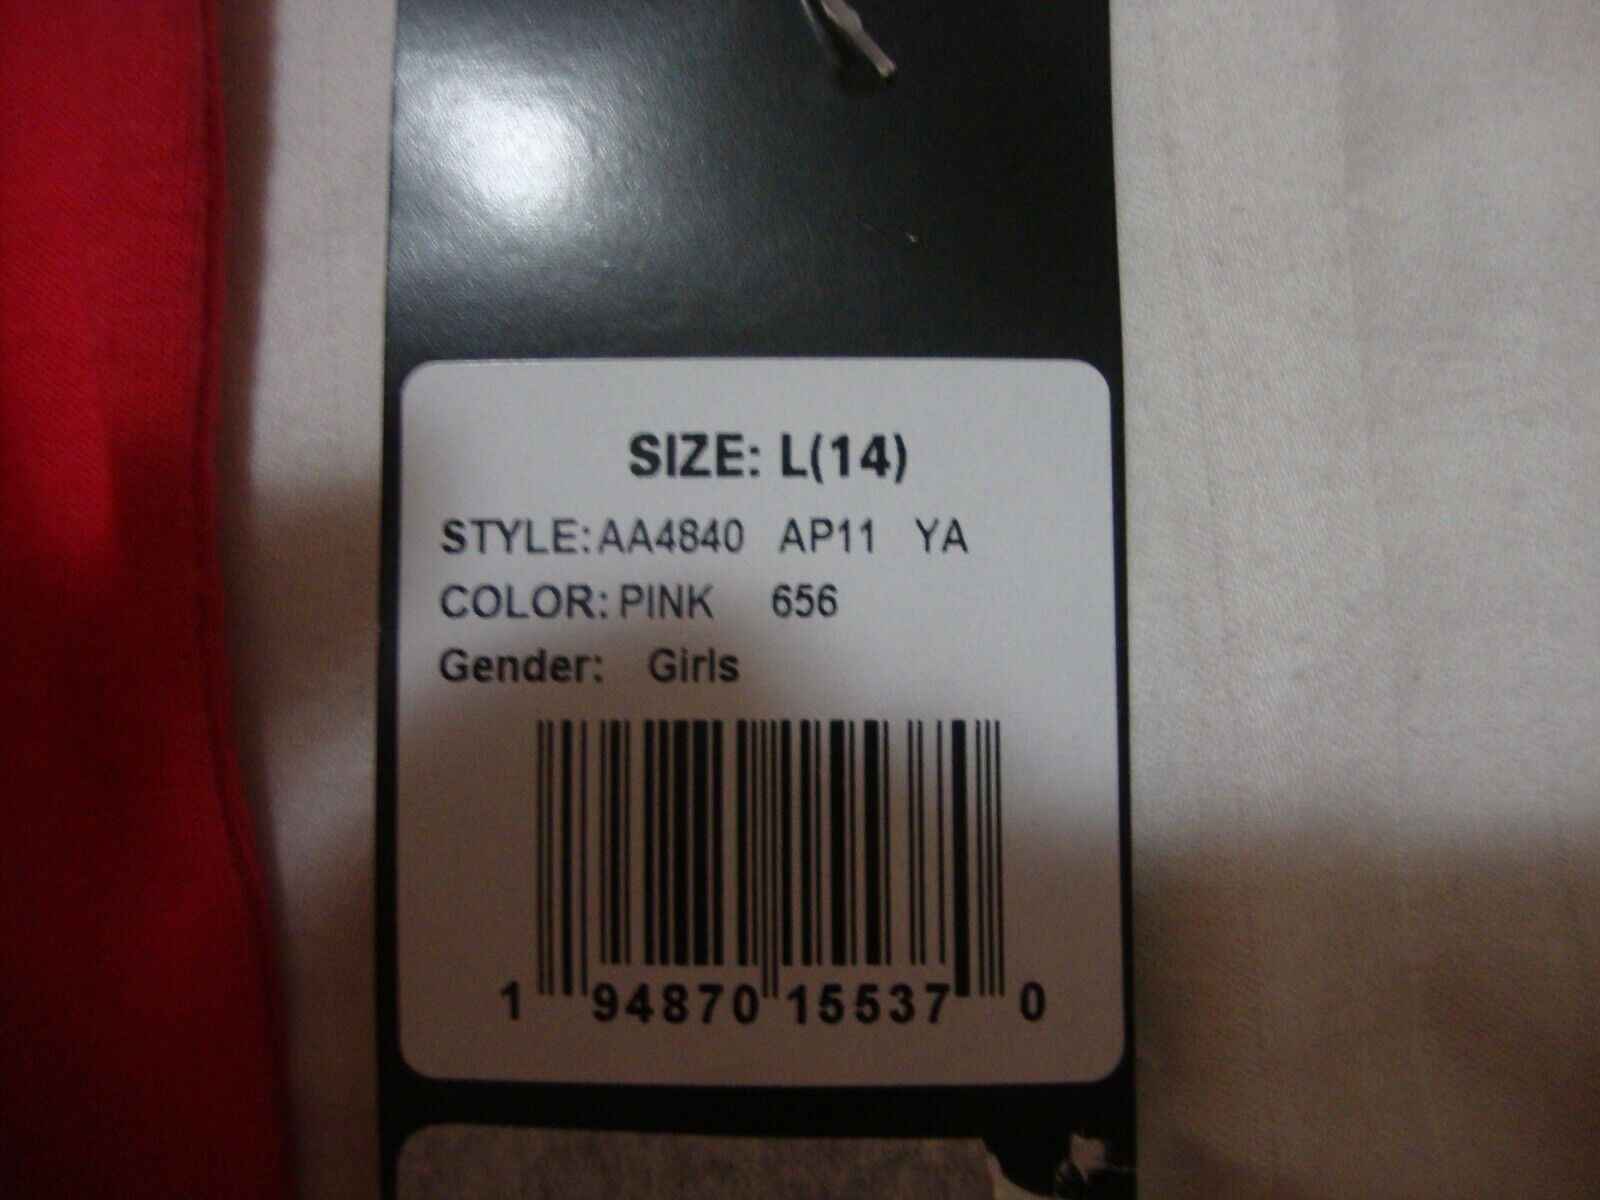 SIZE: L(14)
STYLE: AA4840 AP11 YA
COLOR: PINK 656
Gender: Girls
1 94870 15537 0